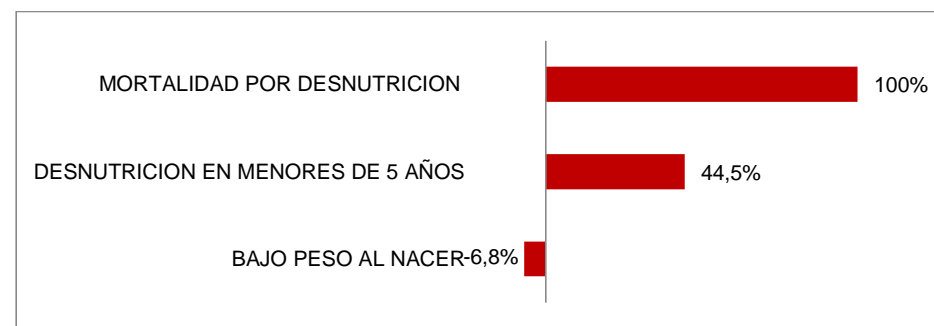 MORTALIDAD POR DESNUTRICION 100%
DESNUTRICION EN MENORES DE 5 AÑOS 44,5%
BAJO PESO AL NACER -6,8%